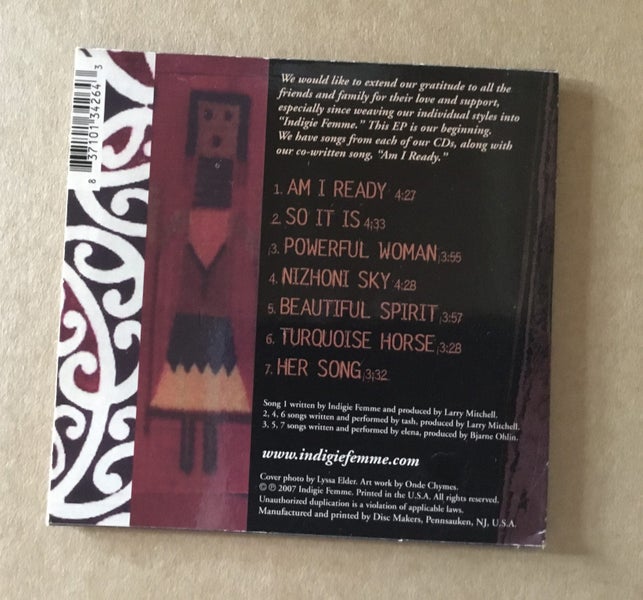 We would like to extend our gratitude to all the
friends and family for their love and support,
especially since weaving our individual styles into
"Indigie Femme." This EP is our beginning.
We have songs from each of our CDs, along with
our co-written song, "Am I Ready."
1. AM I READY 4:27
2. SO IT IS 4;33
3. POWERFUL WOMAN 3:55
4. NIZHONI SKY 4:28
5. BEAUTIFUL SPIRIT 3:57
6. TURQUOISE HORSE 3:28
7. HER SONG 3;32
Song 1 written by Indigie Femme and produced by Larry Mitchell.
2, 4, 6 songs written and performed by tash, produced by Larry Mitchell.
3, 5, 7 songs written and performed by elena, produced by Bjarne Ohlin.
www.indigiefemme.com
Cover photo by Lyssa Elder. Art work by Onde Chymes.
© ℗ 2007 Indigie Femme. Printed in the U.S.A. All rights reserved.
Unauthorized duplication is a violation of applicable laws.
Manufactured and printed by Disc Makers, Pennsauken, NJ, U.S.A.
8 37101 34264 3